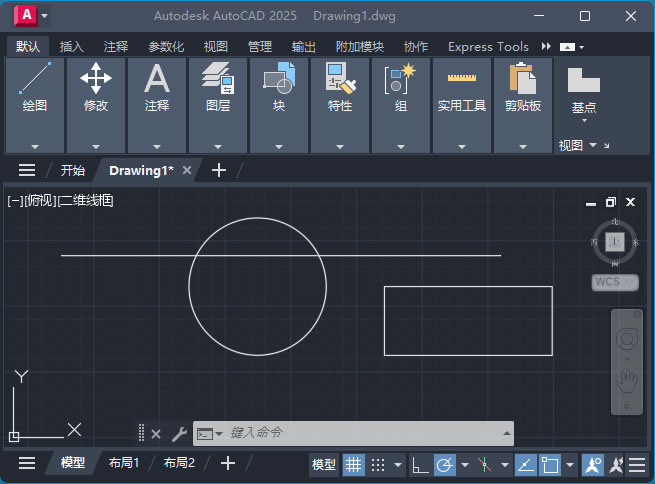 A CAD
Autodesk AutoCAD 2025 Drawing1.dwg
默认 插入 注释 参数化 视图 管理 输出 附加模块 协作 Express Tools
绘图 修改 注释 图层 块 特性 组 实用工具 剪贴板 基点
视图
开始 Drawing1*
[−][俯视][二维线框]
北
西 上 东
南
WCS
Y
X
键入命令
模型 布局1 布局2 模型